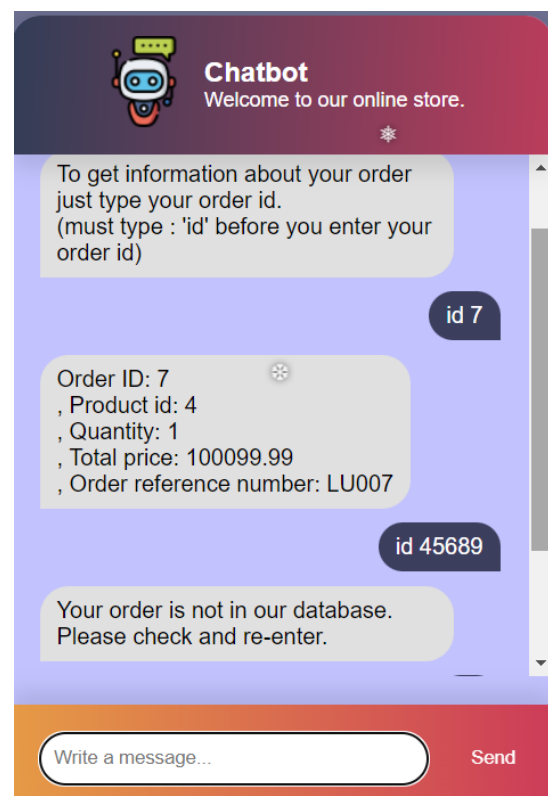 Chatbot
Welcome to our online store.
To get information about your order
just type your order id.
(must type : 'id' before you enter your
order id)
id 7
Order ID: 7
, Product id: 4
, Quantity: 1
, Total price: 100099.99
, Order reference number: LU007
id 45689
Your order is not in our database.
Please check and re-enter.
Write a message...
Send